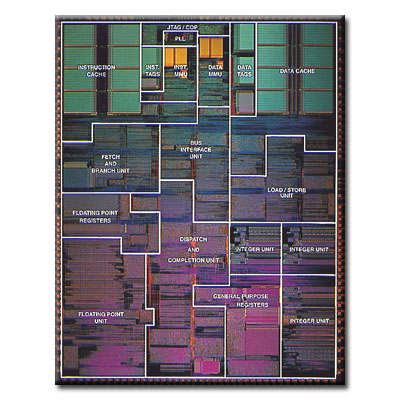 JTAG / COP
PLL
INSTRUCTION
CACHE
INST.
TAGS
INST.
MMU
DATA
MMU
DATA
TAGS
DATA CACHE
FETCH
AND
BRANCH UNIT
BUS
INTERFACE
UNIT
LOAD / STORE
UNIT
FLOATING POINT
REGISTERS
DISPATCH
AND
COMPLETION UNIT
INTEGER UNIT
INTEGER UNIT
GENERAL PURPOSE
REGISTERS
FLOATING POINT
UNIT
INTEGER UNIT